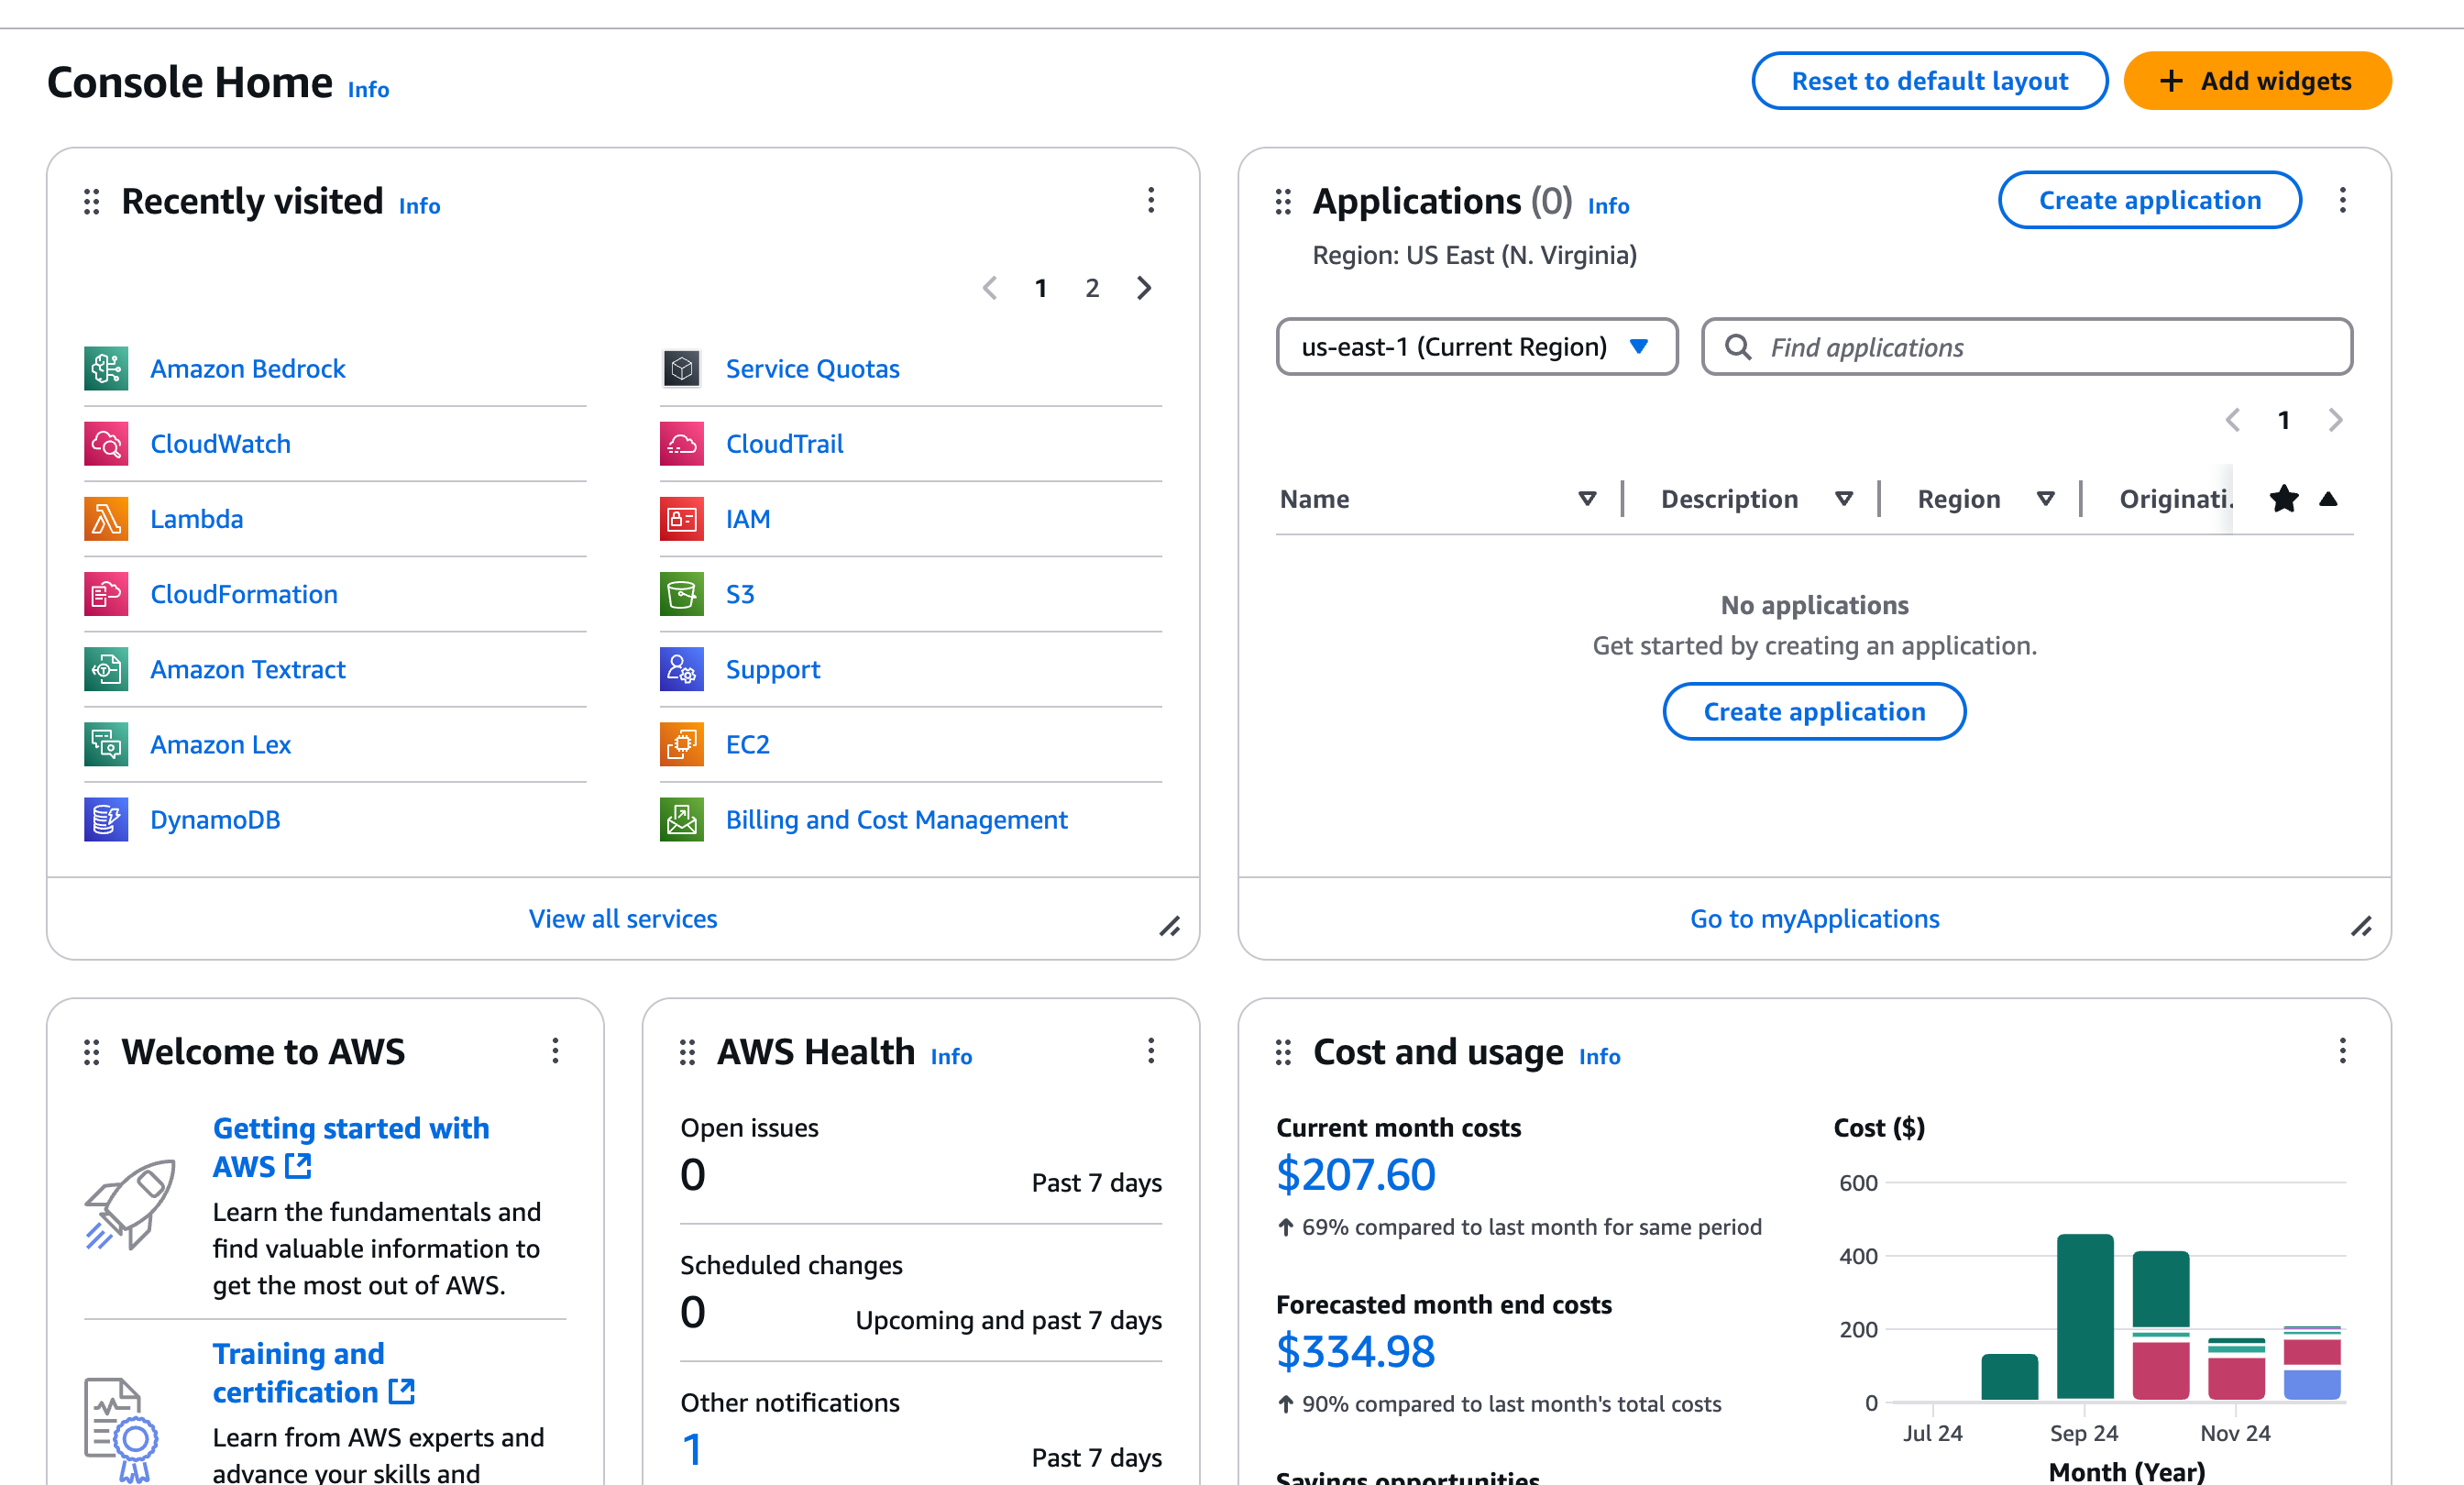 Console Home Info
Reset to default layout
+ Add widgets
Recently visited Info
1 2
Amazon Bedrock
CloudWatch
Lambda
CloudFormation
Amazon Textract
Amazon Lex
DynamoDB
Service Quotas
CloudTrail
IAM
S3
Support
EC2
Billing and Cost Management
View all services
Applications (0) Info
Create application
Region: US East (N. Virginia)
us-east-1 (Current Region)
Find applications
1
Name Description Region Originati.
No applications
Get started by creating an application.
Create application
Go to myApplications
Welcome to AWS
Getting started with
AWS
Learn the fundamentals and
find valuable information to
get the most out of AWS.
Training and
certification
Learn from AWS experts and
advance your skills and
AWS Health Info
Open issues
0 Past 7 days
Scheduled changes
0 Upcoming and past 7 days
Other notifications
1 Past 7 days
Cost and usage Info
Current month costs
$207.60
69% compared to last month for same period
Forecasted month end costs
$334.98
90% compared to last month's total costs
Savings opportunities
Cost ($)
600
400
200
0
Jul 24 Sep 24 Nov 24
Month (Year)